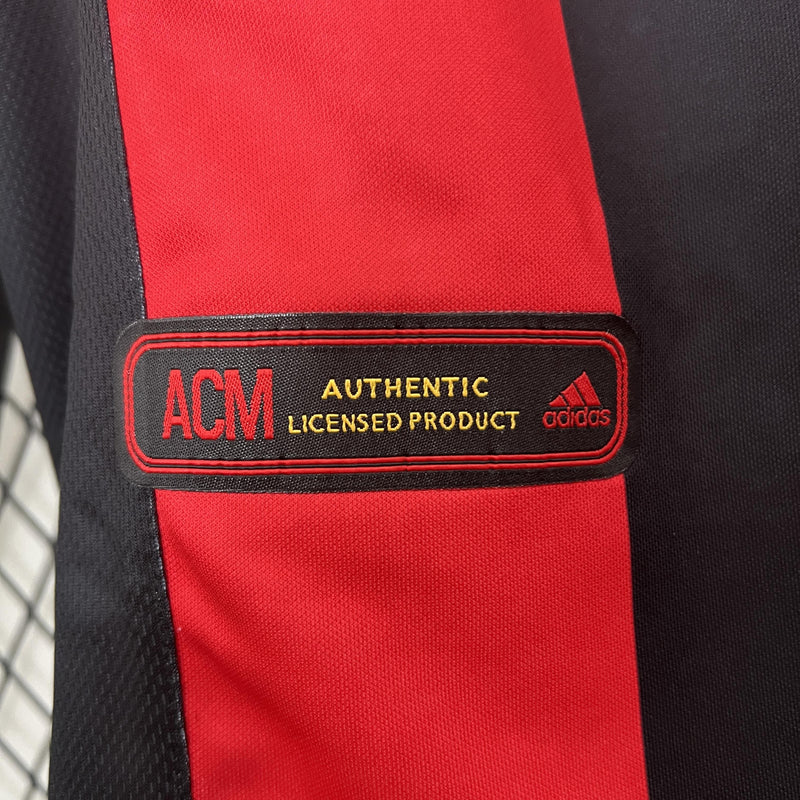 ACM
AUTHENTIC
LICENSED PRODUCT
adidas